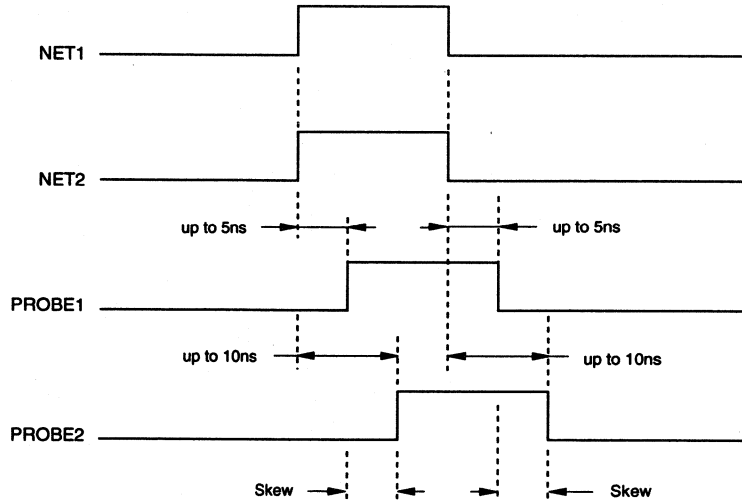 NET1
NET2
up to 5ns
up to 5ns
PROBE1
up to 10ns
up to 10ns
PROBE2
Skew
Skew